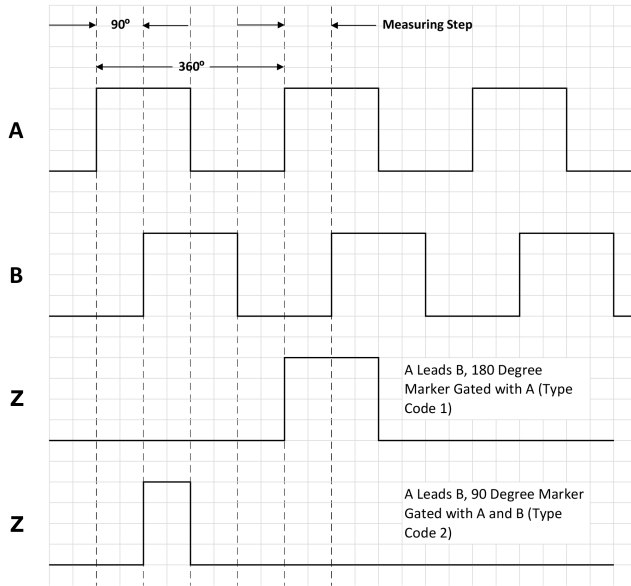 90º
Measuring Step
360º
A
B
A Leads B, 180 Degree
Marker Gated with A (Type
Code 1)
Z
A Leads B, 90 Degree Marker
Gated with A and B (Type
Code 2)
Z